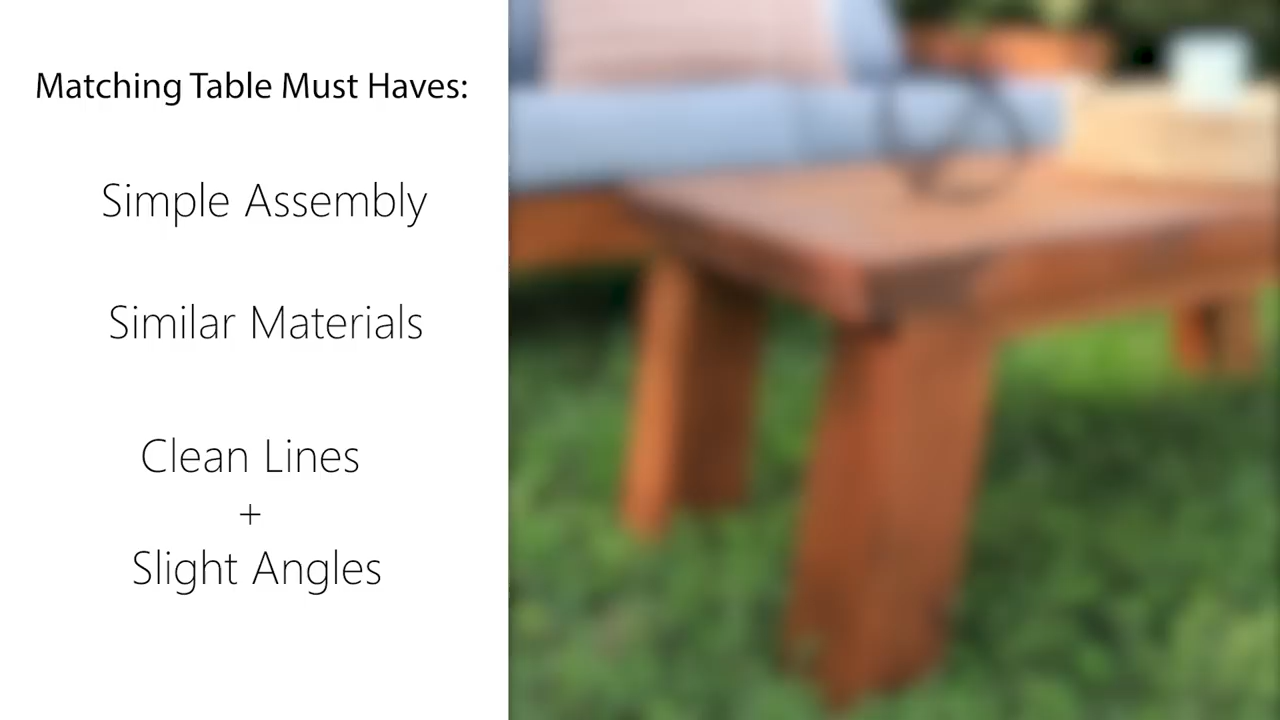 Matching Table Must Haves:
Simple Assembly
Similar Materials
Clean Lines
+
Slight Angles